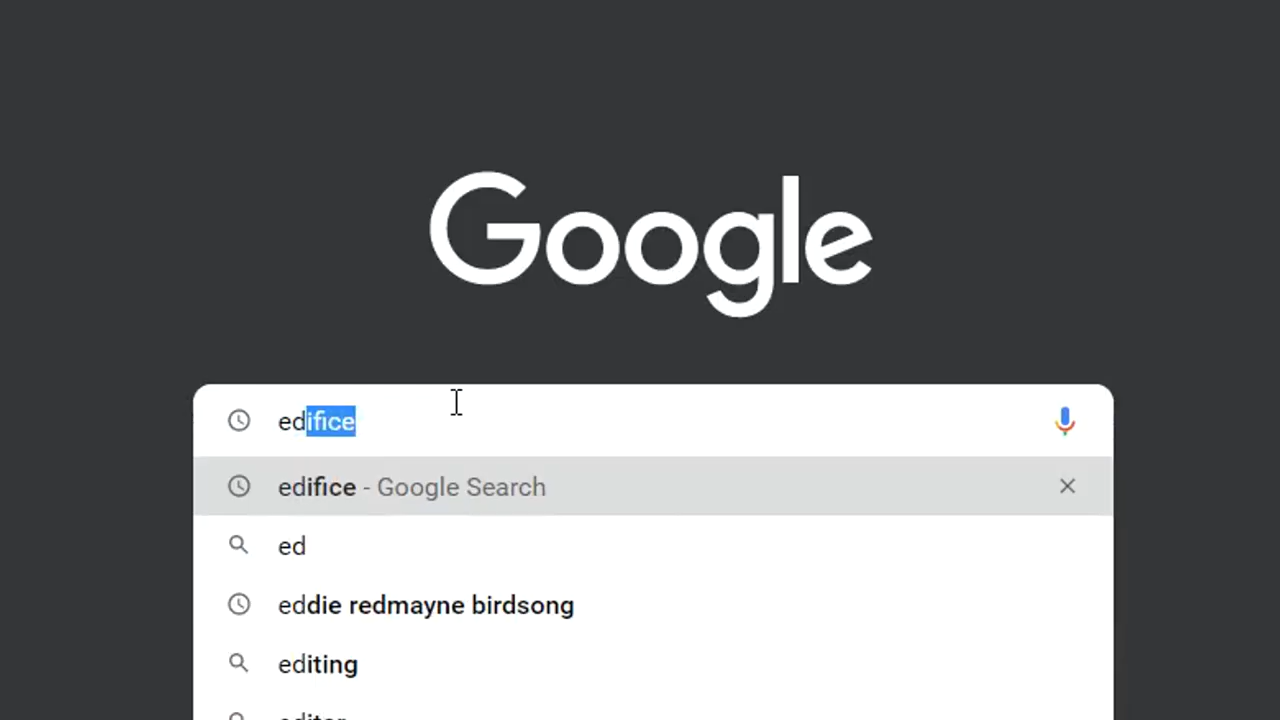 Google
edifice
edifice - Google Search
ed
eddie redmayne birdsong
editing